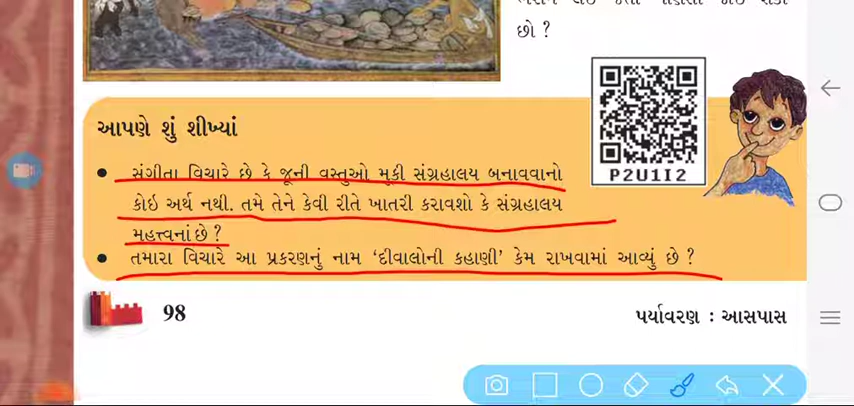 છો ?
આપણે શું શીખ્યાં
• સંગીતા વિચારે છે કે જૂની વસ્તુઓ મૂકી સંગ્રહાલય બનાવવાનો
કોઇ અર્થ નથી. તમે તેને કેવી રીતે ખાતરી કરાવશો કે સંગ્રહાલય
મહત્ત્વનાં છે ?
• તમારા વિચારે આ પ્રકરણનું નામ ‘દીવાલોની કહાણી’ કેમ રાખવામાં આવ્યું છે ?
P2U1I2
98
પર્યાવરણ : આસપાસ